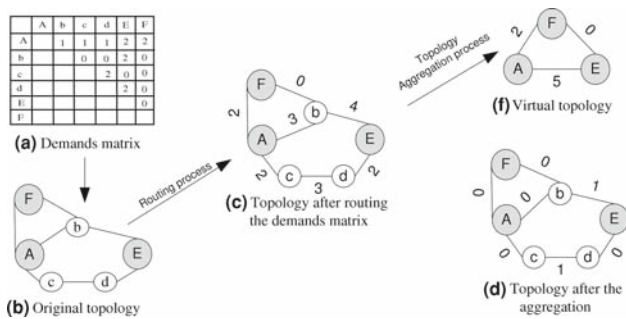 A b c d E F
A 1 1 1 2 2
b 0 0 2 0
c 2 0 0
d 2 0
E 0
F
(a) Demands matrix
Routing process
F
b
A
E
c d
(b) Original topology
F
0
b
2
3
4
A
E
2
c
3
d
2
(c) Topology after routing
the demands matrix
Topology
Aggregation process
2
F
0
A
5
E
(f) Virtual topology
F
0
b
0
0
1
A
E
0
c
1
d
0
(d) Topology after the
aggregation